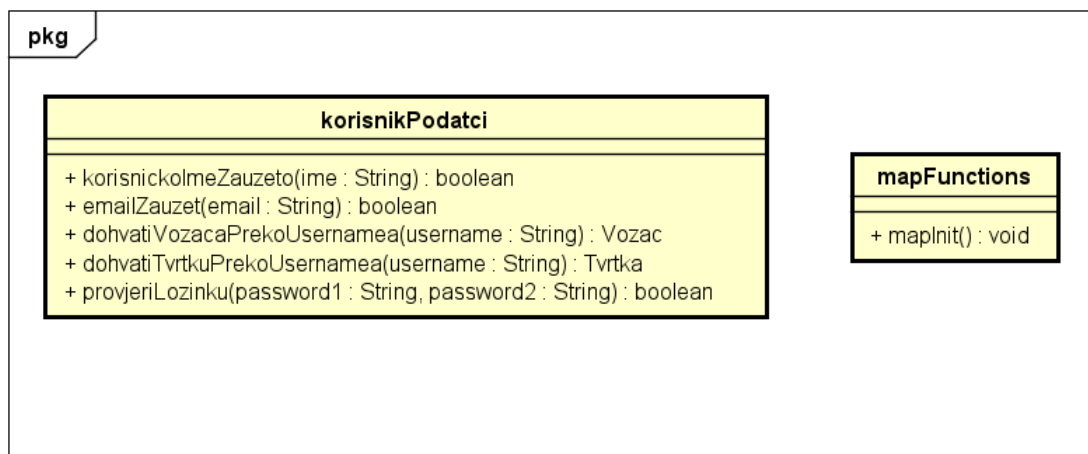 pkg
korisnikPodatci
+ korisnickoImeZauzeto(ime : String) : boolean
+ emailZauzet(email : String) : boolean
+ dohvatiVozacaPrekoUsernamea(username : String) : Vozac
+ dohvatiTvrtkuPrekoUsernamea(username : String) : Tvrtka
+ provjeriLozinku(password1 : String, password2 : String) : boolean
mapFunctions
+ mapInit() : void